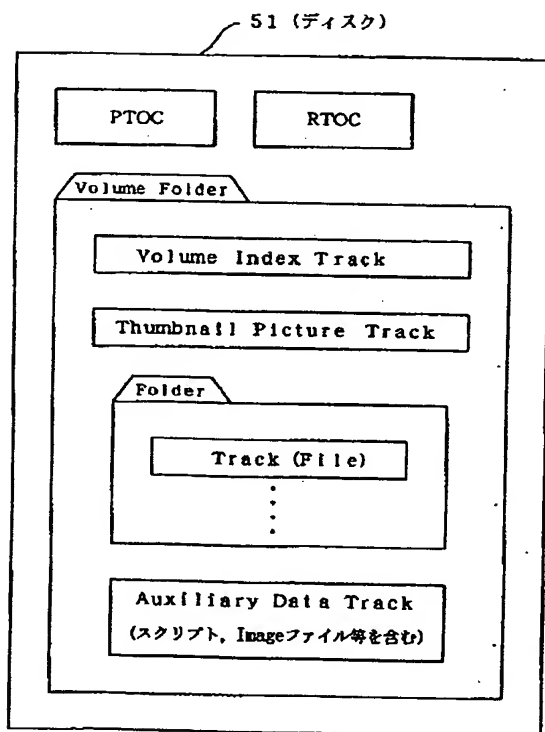 51 (ディスク)
PTOC
RTOC
Volume Folder
Volume Index Track
Thumbnail Picture Track
Folder
Track (File)
Auxiliary Data Track
(スクリプト, Imageファイル等を含む)